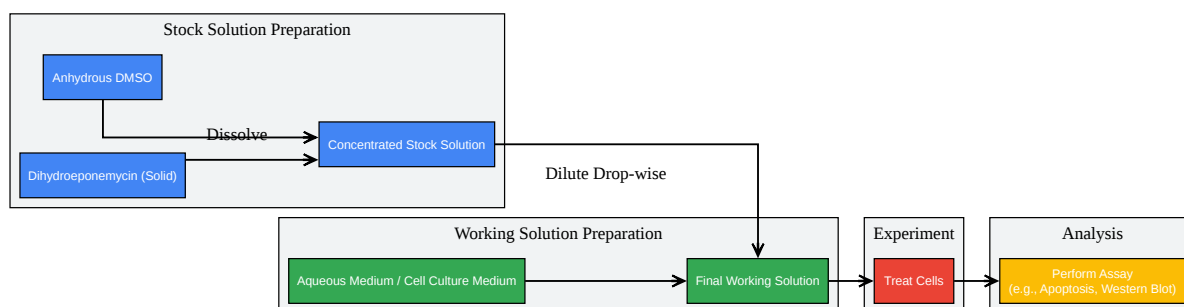 Stock Solution Preparation
Anhydrous DMSO
Dissolve
Concentrated Stock Solution
Dihydroeponemycin (Solid)
Dilute Drop-wise
Working Solution Preparation
Experiment
Analysis
Aqueous Medium / Cell Culture Medium
Final Working Solution
Treat Cells
Perform Assay
(e.g., Apoptosis, Western Blot)